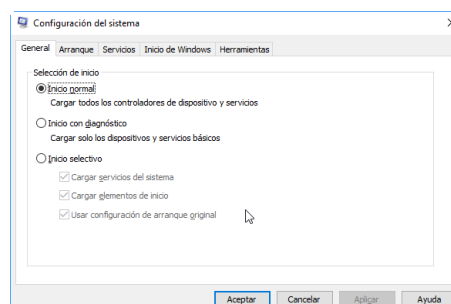 Configuración del sistema
General Arranque Servicios Inicio de Windows Herramientas
Selección de inicio
Inicio normal
Cargar todos los controladores de dispositivo y servicios
Inicio con diagnóstico
Cargar solo los dispositivos y servicios básicos
Inicio selectivo
Cargar servicios del sistema
Cargar elementos de inicio
Usar configuración de arranque original
Aceptar Cancelar Aplicar Ayuda